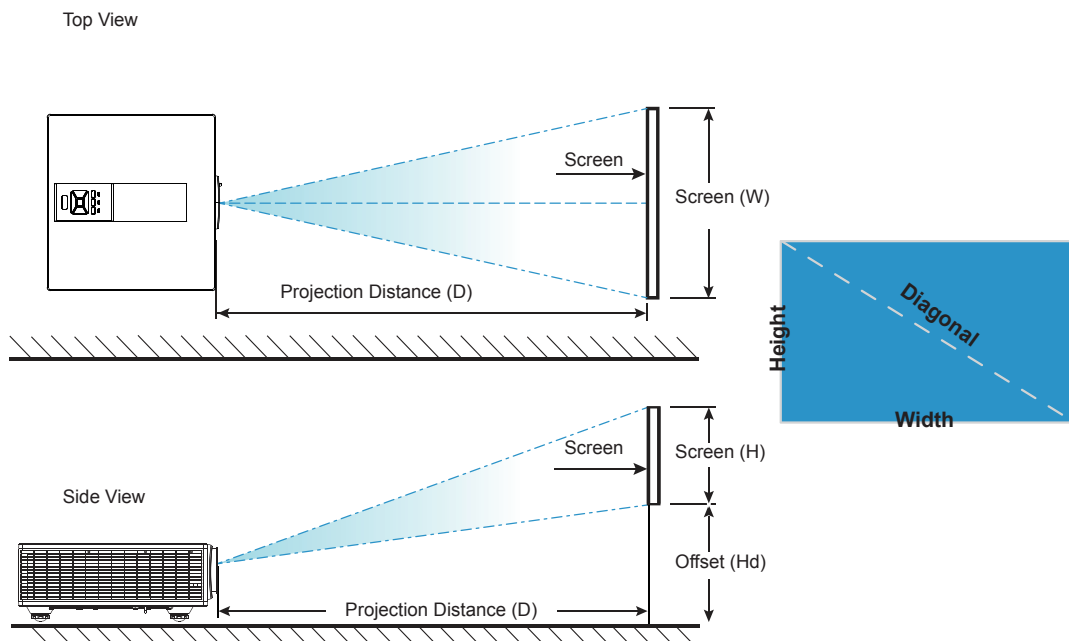 Top View
Screen
Screen (W)
Projection Distance (D)
Height
Diagonal
Width
Screen
Screen (H)
Side View
Offset (Hd)
Projection Distance (D)